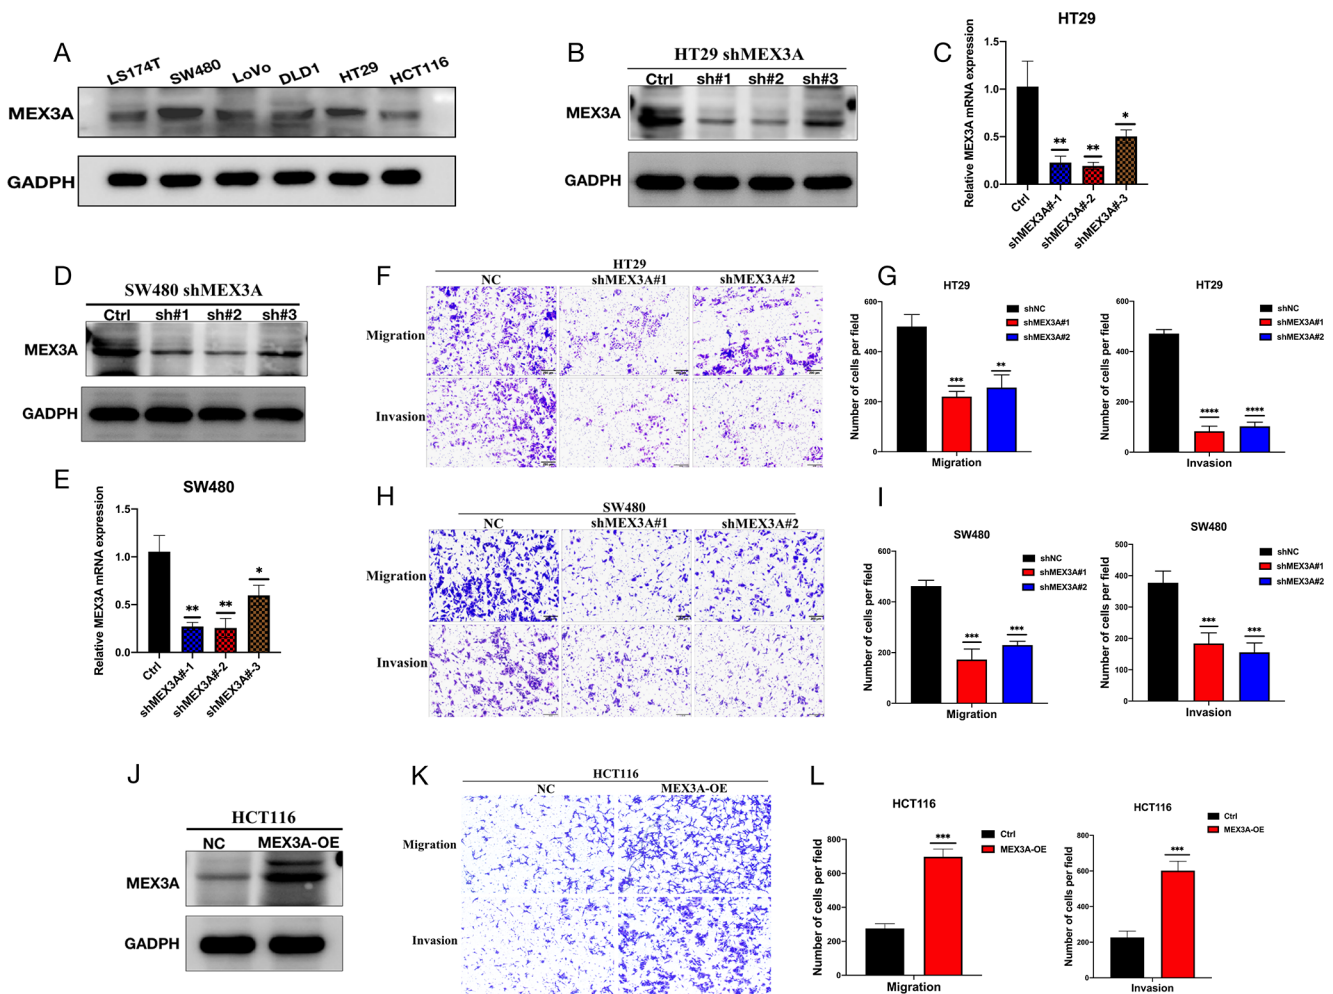 A
LS174T SW480 LoVo DLD1 HT29 HCT116
MEX3A
GADPH
B
HT29 shMEX3A
Ctrl sh#1 sh#2 sh#3
MEX3A
GADPH
C
HT29
Relative MEX3A mRNA expression
1.5
1.0
0.5
0.0
** ** *
Ctrl shMEX3A#-1 shMEX3A#-2 shMEX3A#-3
D
SW480 shMEX3A
Ctrl sh#1 sh#2 sh#3
MEX3A
GADPH
E
SW480
Relative MEX3A mRNA expression
1.5
1.0
0.5
0.0
** ** *
Ctrl shMEX3A#-1 shMEX3A#-2 shMEX3A#-3
F
HT29
NC shMEX3A#1 shMEX3A#2
Migration
Invasion
G
HT29
Number of cells per field
600
400
200
0
*** **
shNC
shMEX3A#1
shMEX3A#2
Migration
HT29
Number of cells per field
600
400
200
0
**** ****
shNC
shMEX3A#1
shMEX3A#2
Invasion
H
SW480
NC shMEX3A#1 shMEX3A#2
Migration
Invasion
I
SW480
Number of cells per field
600
400
200
0
*** ***
shNC
shMEX3A#1
shMEX3A#2
Migration
SW480
Number of cells per field
500
400
300
200
100
0
*** ***
shNC
shMEX3A#1
shMEX3A#2
Invasion
J
HCT116
NC MEX3A-OE
MEX3A
GADPH
K
HCT116
NC MEX3A-OE
Migration
Invasion
L
HCT116
Number of cells per field
800
600
400
200
0
***
Ctrl
MEX3A-OE
Migration
HCT116
Number of cells per field
800
600
400
200
0
***
Ctrl
MEX3A-OE
Invasion